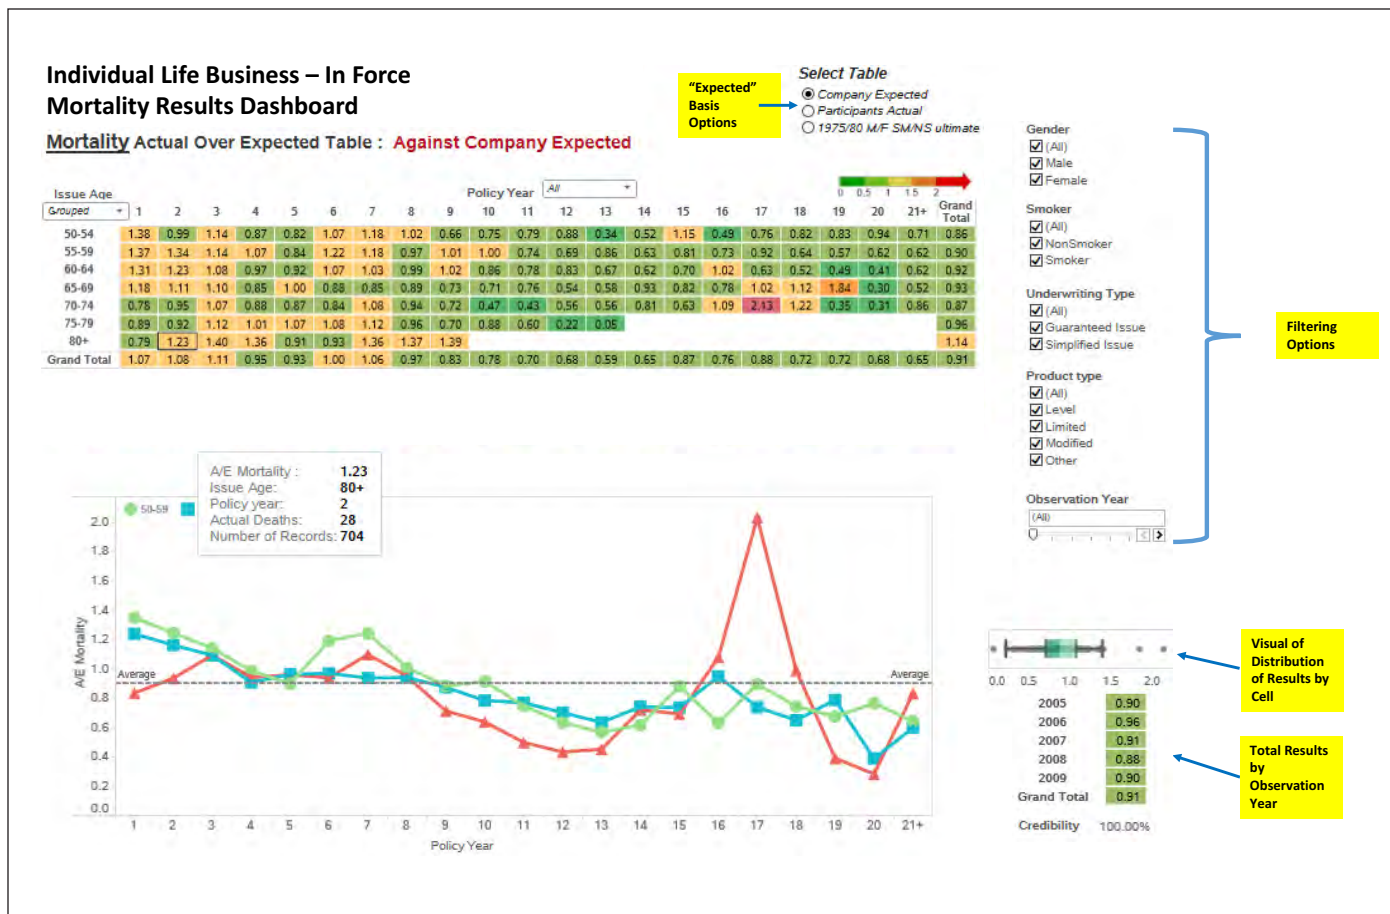 Individual Life Business – In Force
Mortality Results Dashboard
Mortality Actual Over Expected Table : Against Company Expected
"Expected"
Basis
Options
Select Table
Company Expected
Participants Actual
1975/80 M/F SM/NS ultimate
0 0.5 1 1.5 2
Issue Age
Grouped
Policy Year All
1 2 3 4 5 6 7 8 9 10 11 12 13 14 15 16 17 18 19 20 21+ Grand Total
50-54 1.38 0.99 1.14 0.87 0.82 1.07 1.18 1.02 0.66 0.75 0.79 0.88 0.34 0.52 1.15 0.49 0.76 0.82 0.83 0.94 0.71 0.86
55-59 1.37 1.34 1.14 1.07 0.84 1.22 1.18 0.97 1.01 1.00 0.74 0.69 0.86 0.63 0.81 0.73 0.92 0.64 0.57 0.62 0.62 0.90
60-64 1.31 1.23 1.08 0.97 0.92 1.07 1.03 0.99 1.02 0.86 0.78 0.83 0.67 0.62 0.70 1.02 0.63 0.52 0.49 0.41 0.62 0.92
65-69 1.18 1.11 1.10 0.85 1.00 0.88 0.85 0.89 0.73 0.71 0.76 0.54 0.58 0.93 0.82 0.78 1.02 1.12 1.84 0.30 0.52 0.93
70-74 0.78 0.95 1.07 0.88 0.87 0.84 1.08 0.94 0.72 0.47 0.43 0.56 0.56 0.81 0.63 1.09 2.13 1.22 0.35 0.31 0.86 0.87
75-79 0.89 0.92 1.12 1.01 1.07 1.08 1.12 0.96 0.70 0.88 0.60 0.22 0.05 0.96
80+ 0.79 1.23 1.40 1.36 0.91 0.93 1.36 1.37 1.39 1.14
Grand Total 1.07 1.08 1.11 0.95 0.93 1.00 1.06 0.97 0.83 0.78 0.70 0.68 0.59 0.65 0.87 0.76 0.88 0.72 0.72 0.68 0.65 0.91
Gender
(All)
Male
Female
Smoker
(All)
NonSmoker
Smoker
Underwriting Type
(All)
Guaranteed Issue
Simplified Issue
Product type
(All)
Level
Limited
Modified
Other
Observation Year
(All)
Filtering
Options
A/E Mortality : 1.23
Issue Age: 80+
Policy year: 2
Actual Deaths: 28
Number of Records: 704
50-59
A/E Mortality
2.0
1.8
1.6
1.4
1.2
1.0
0.8
0.6
0.4
0.2
0.0
Average
Average
1 2 3 4 5 6 7 8 9 10 11 12 13 14 15 16 17 18 19 20 21+
Policy Year
0.0 0.5 1.0 1.5 2.0
Visual of
Distribution
of Results by
Cell
2005 0.90
2006 0.96
2007 0.91
2008 0.88
2009 0.90
Grand Total 0.91
Credibility 100.00%
Total Results
by
Observation
Year